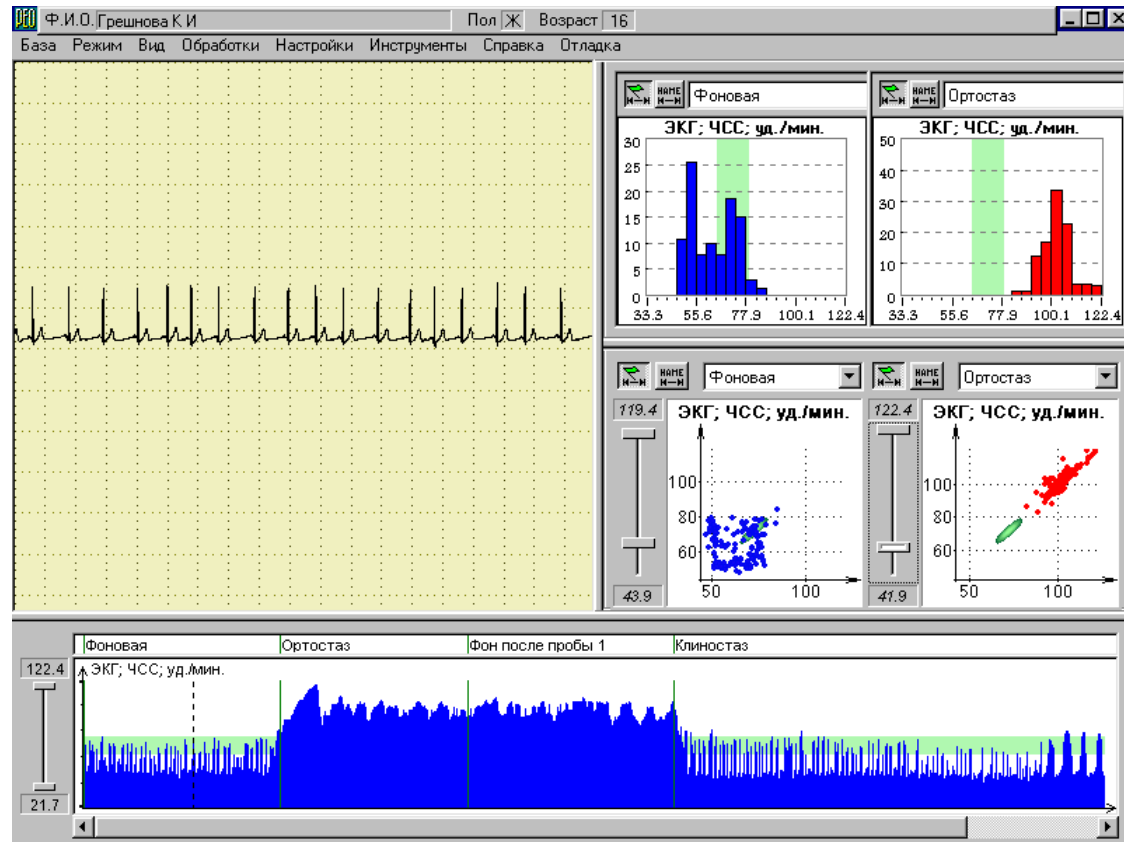 РЕО Ф.И.О. Грешнова К И Пол Ж Возраст 16
База Режим Вид Обработки Настройки Инструменты Справка Отладка
NAME Фоновая
ЭКГ; ЧСС; уд./мин.
30
25
20
15
10
5
0
33.3 55.6 77.9 100.1 122.4
NAME Ортостаз
ЭКГ; ЧСС; уд./мин.
50
40
30
20
10
0
33.3 55.6 77.9 100.1 122.4
NAME Фоновая
119.4 ЭКГ; ЧСС; уд./мин.
100
80
60
43.9 50 100
NAME Ортостаз
122.4 ЭКГ; ЧСС; уд./мин.
100
80
60
41.9 50 100
Фоновая Ортостаз Фон после пробы 1 Клиностаз
122.4 ЭКГ; ЧСС; уд./мин.
21.7